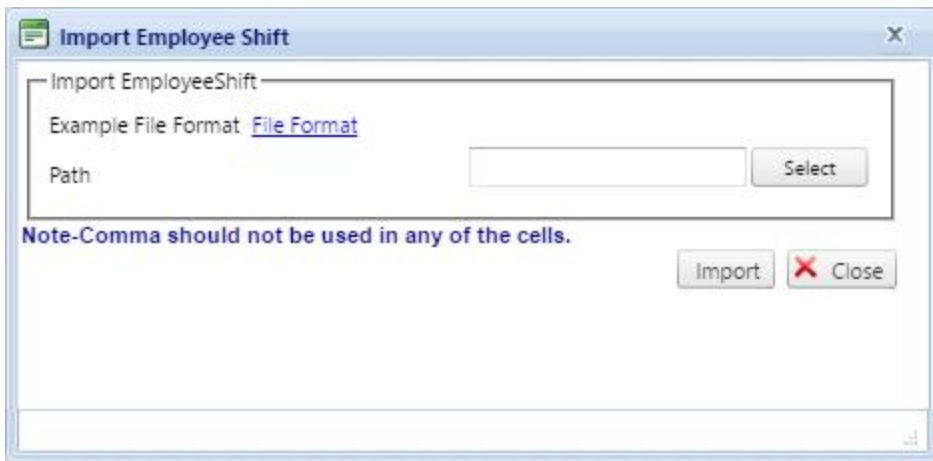 Import Employee Shift
Import EmployeeShift
Example File Format File Format
Path Select
Note-Comma should not be used in any of the cells.
Import Close